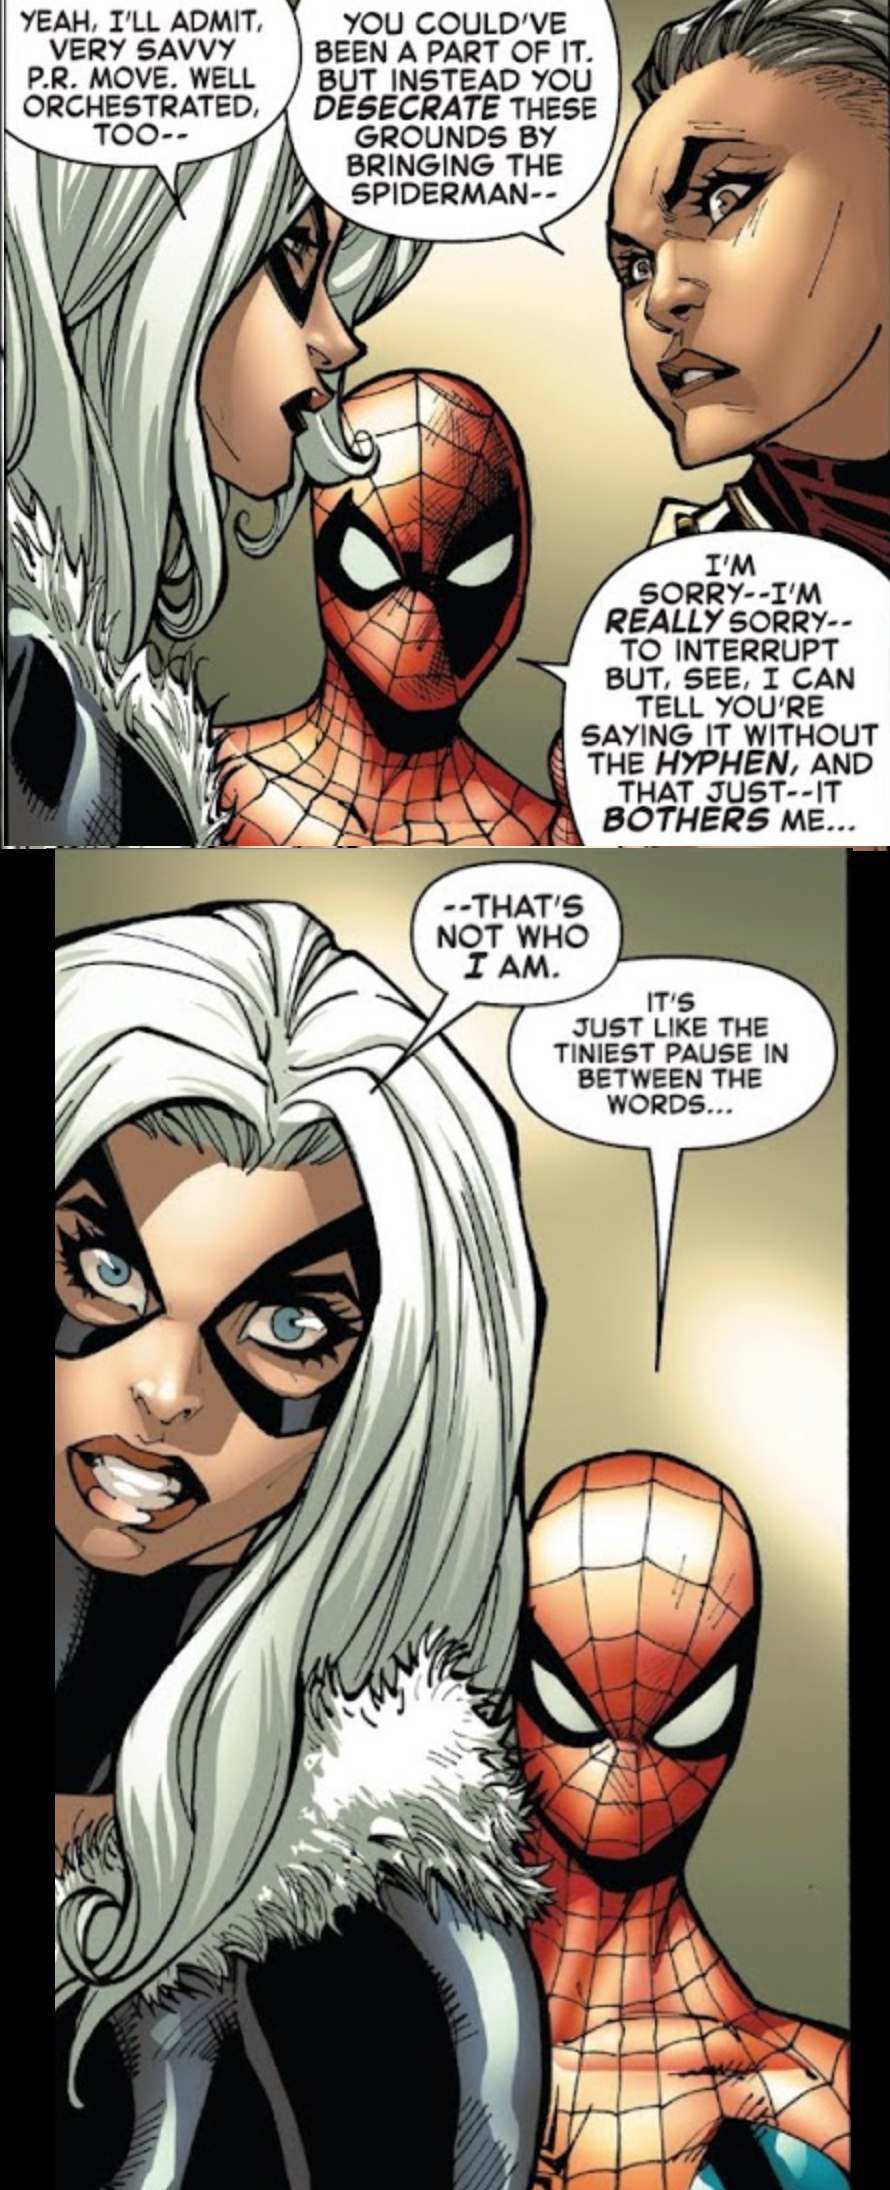 YEAH, I'LL ADMIT,
VERY SAVVY
P.R. MOVE. WELL
ORCHESTRATED,
TOO--
YOU COULD'VE
BEEN A PART OF IT.
BUT INSTEAD YOU
DESECRATE THESE
GROUNDS BY
BRINGING THE
SPIDERMAN--
I'M
SORRY--I'M
REALLY SORRY--
TO INTERRUPT
BUT, SEE, I CAN
TELL YOU'RE
SAYING IT WITHOUT
THE HYPHEN, AND
THAT JUST--IT
BOTHERS ME...
--THAT'S
NOT WHO
I AM.
IT'S
JUST LIKE THE
TINIEST PAUSE IN
BETWEEN THE
WORDS...